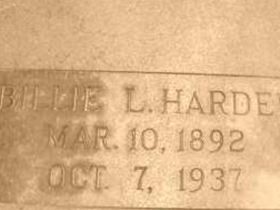 BILLIE L. HARDE
MAR. 10, 1892
OCT. 7, 1937